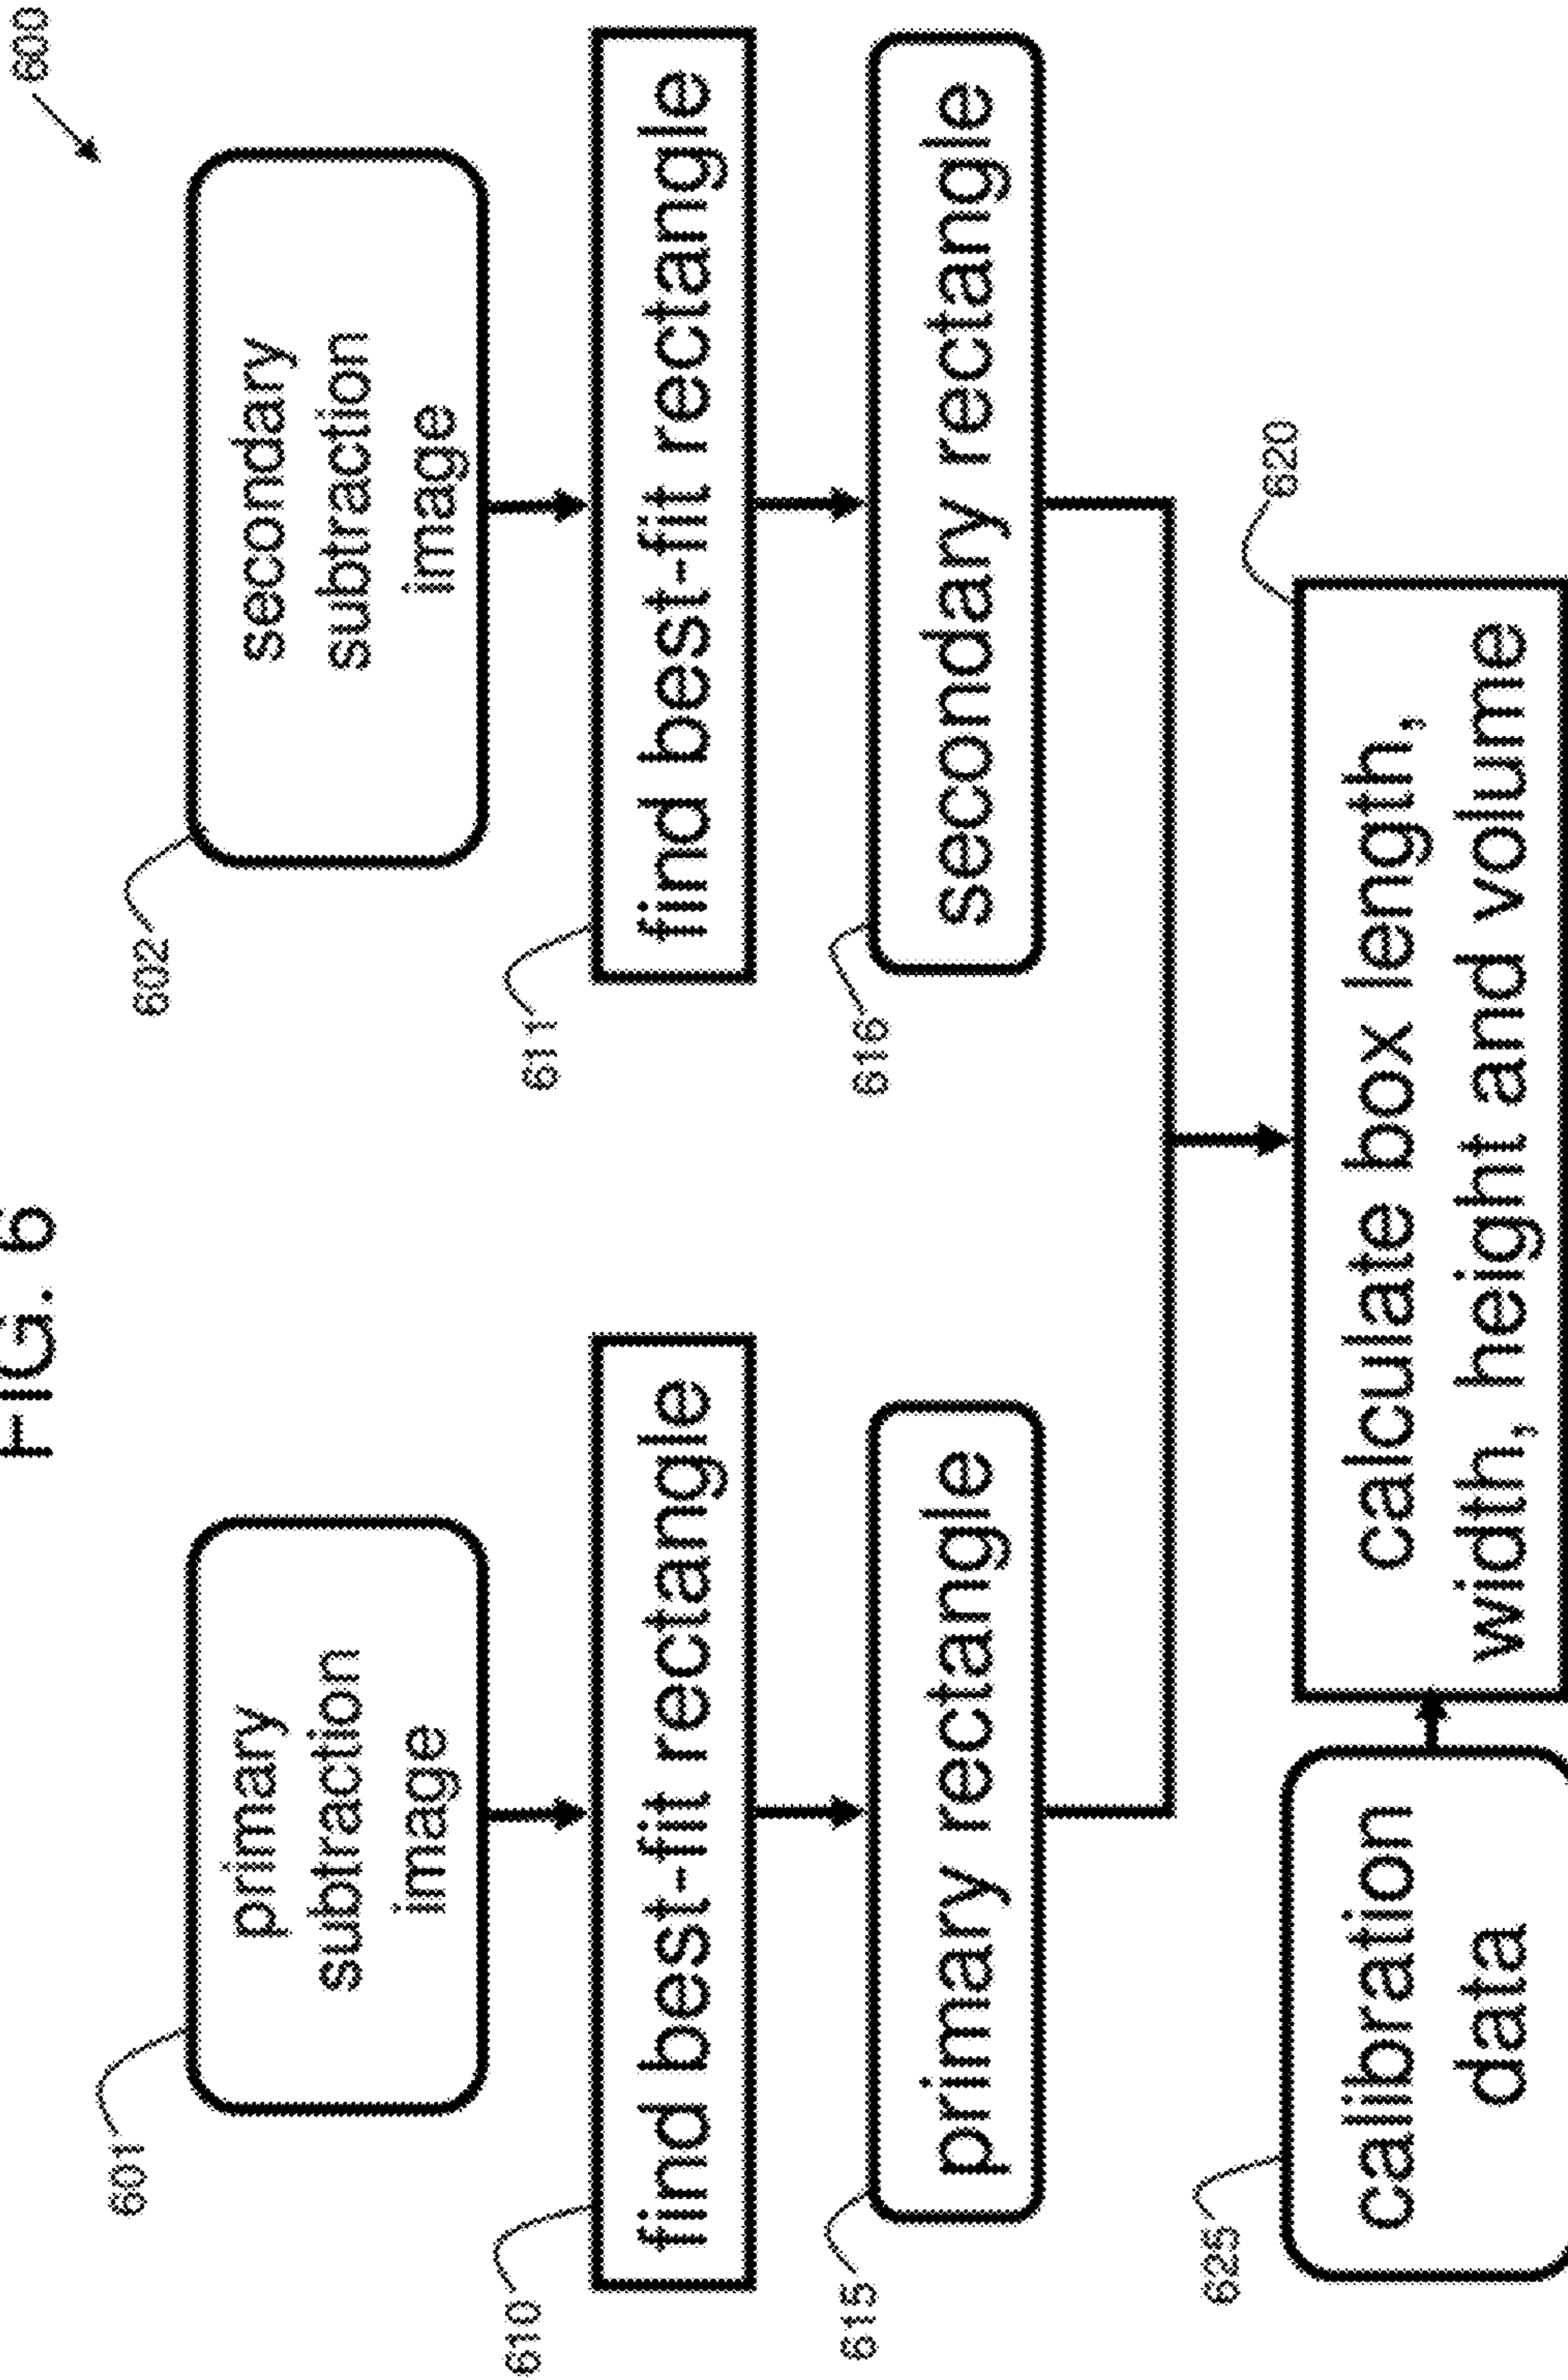 FIG. 6
600
601
primary
subtraction
image
602
secondary
subtraction
image
610
find best-fit rectangle
611
find best-fit rectangle
615
primary rectangle
616
secondary rectangle
625
calibration
data
620
calculate box length,
width, height and volume